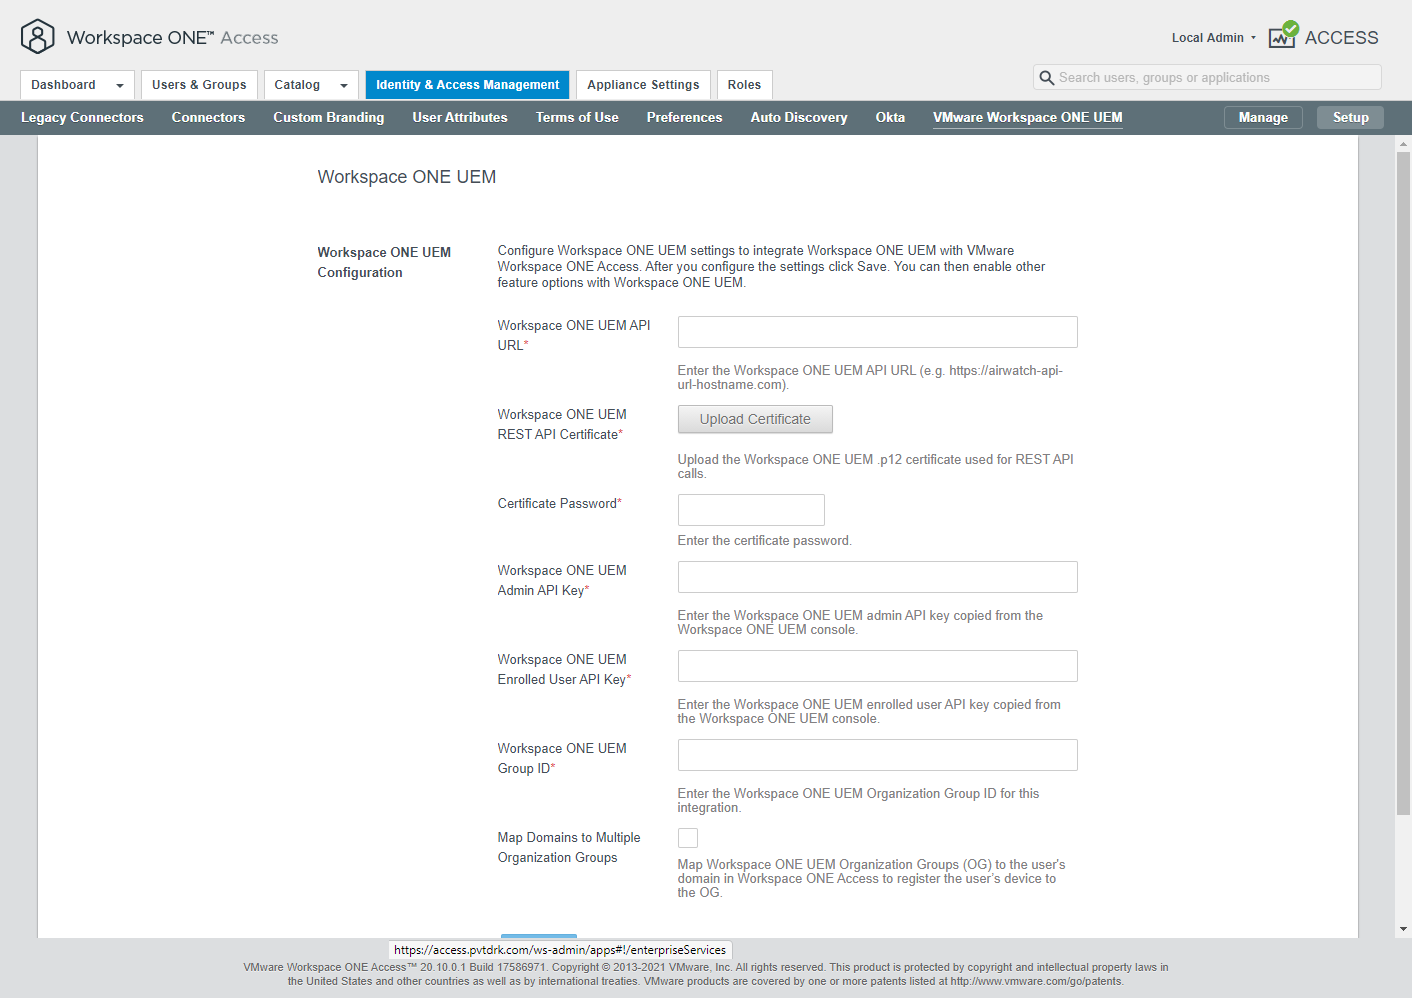 Workspace ONE™ Access
Local Admin
ACCESS
Dashboard
Users & Groups
Catalog
Identity & Access Management
Appliance Settings
Roles
Search users, groups or applications
Legacy Connectors
Connectors
Custom Branding
User Attributes
Terms of Use
Preferences
Auto Discovery
Okta
VMware Workspace ONE UEM
Manage
Setup
Workspace ONE UEM
Workspace ONE UEM
Configuration
Configure Workspace ONE UEM settings to integrate Workspace ONE UEM with VMware
Workspace ONE Access. After you configure the settings click Save. You can then enable other
feature options with Workspace ONE UEM.
Workspace ONE UEM API
URL*
Enter the Workspace ONE UEM API URL (e.g. https://airwatch-api-
url-hostname.com).
Workspace ONE UEM
REST API Certificate*
Upload Certificate
Upload the Workspace ONE UEM .p12 certificate used for REST API
calls.
Certificate Password*
Enter the certificate password.
Workspace ONE UEM
Admin API Key*
Enter the Workspace ONE UEM admin API key copied from the
Workspace ONE UEM console.
Workspace ONE UEM
Enrolled User API Key*
Enter the Workspace ONE UEM enrolled user API key copied from
the Workspace ONE UEM console.
Workspace ONE UEM
Group ID*
Enter the Workspace ONE UEM Organization Group ID for this
integration.
Map Domains to Multiple
Organization Groups
Map Workspace ONE UEM Organization Groups (OG) to the user's
domain in Workspace ONE Access to register the user's device to
the OG.
https://access.pvtdrk.com/ws-admin/apps#!/enterpriseServices
VMware Workspace ONE Access™ 20.10.0.1 Build 17586971. Copyright © 2013-2021 VMware, Inc. All rights reserved. This product is protected by copyright and intellectual property laws in
the United States and other countries as well as by international treaties. VMware products are covered by one or more patents listed at http://www.vmware.com/go/patents.